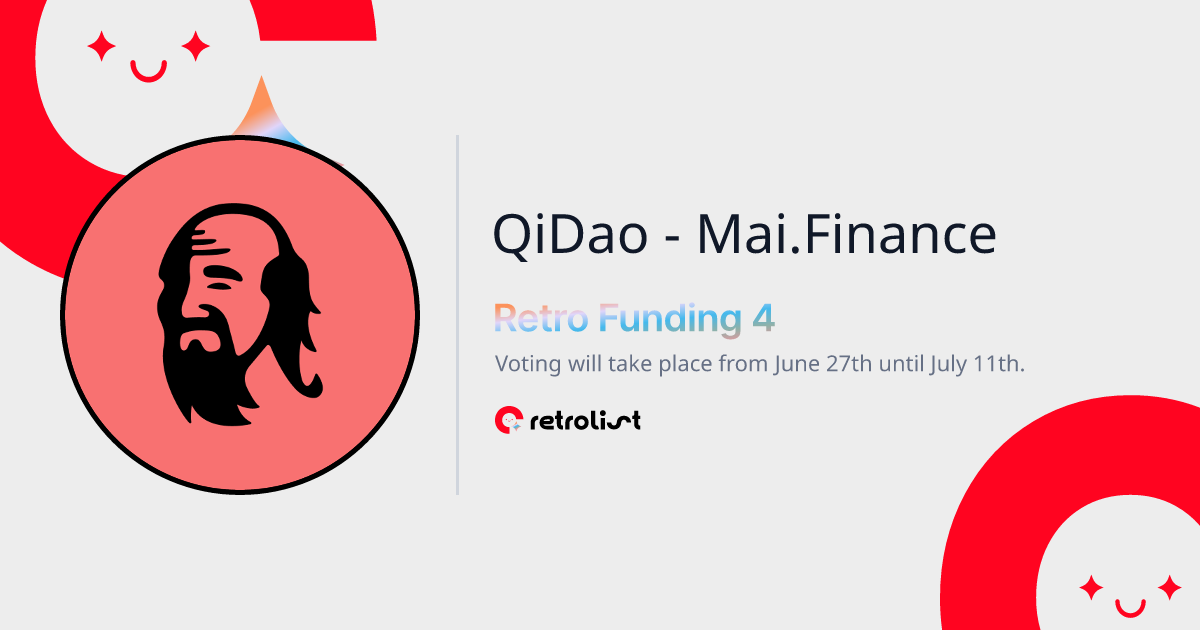 QiDao - Mai.Finance
Retro Funding 4
Voting will take place from June 27th until July 11th.
retrolist